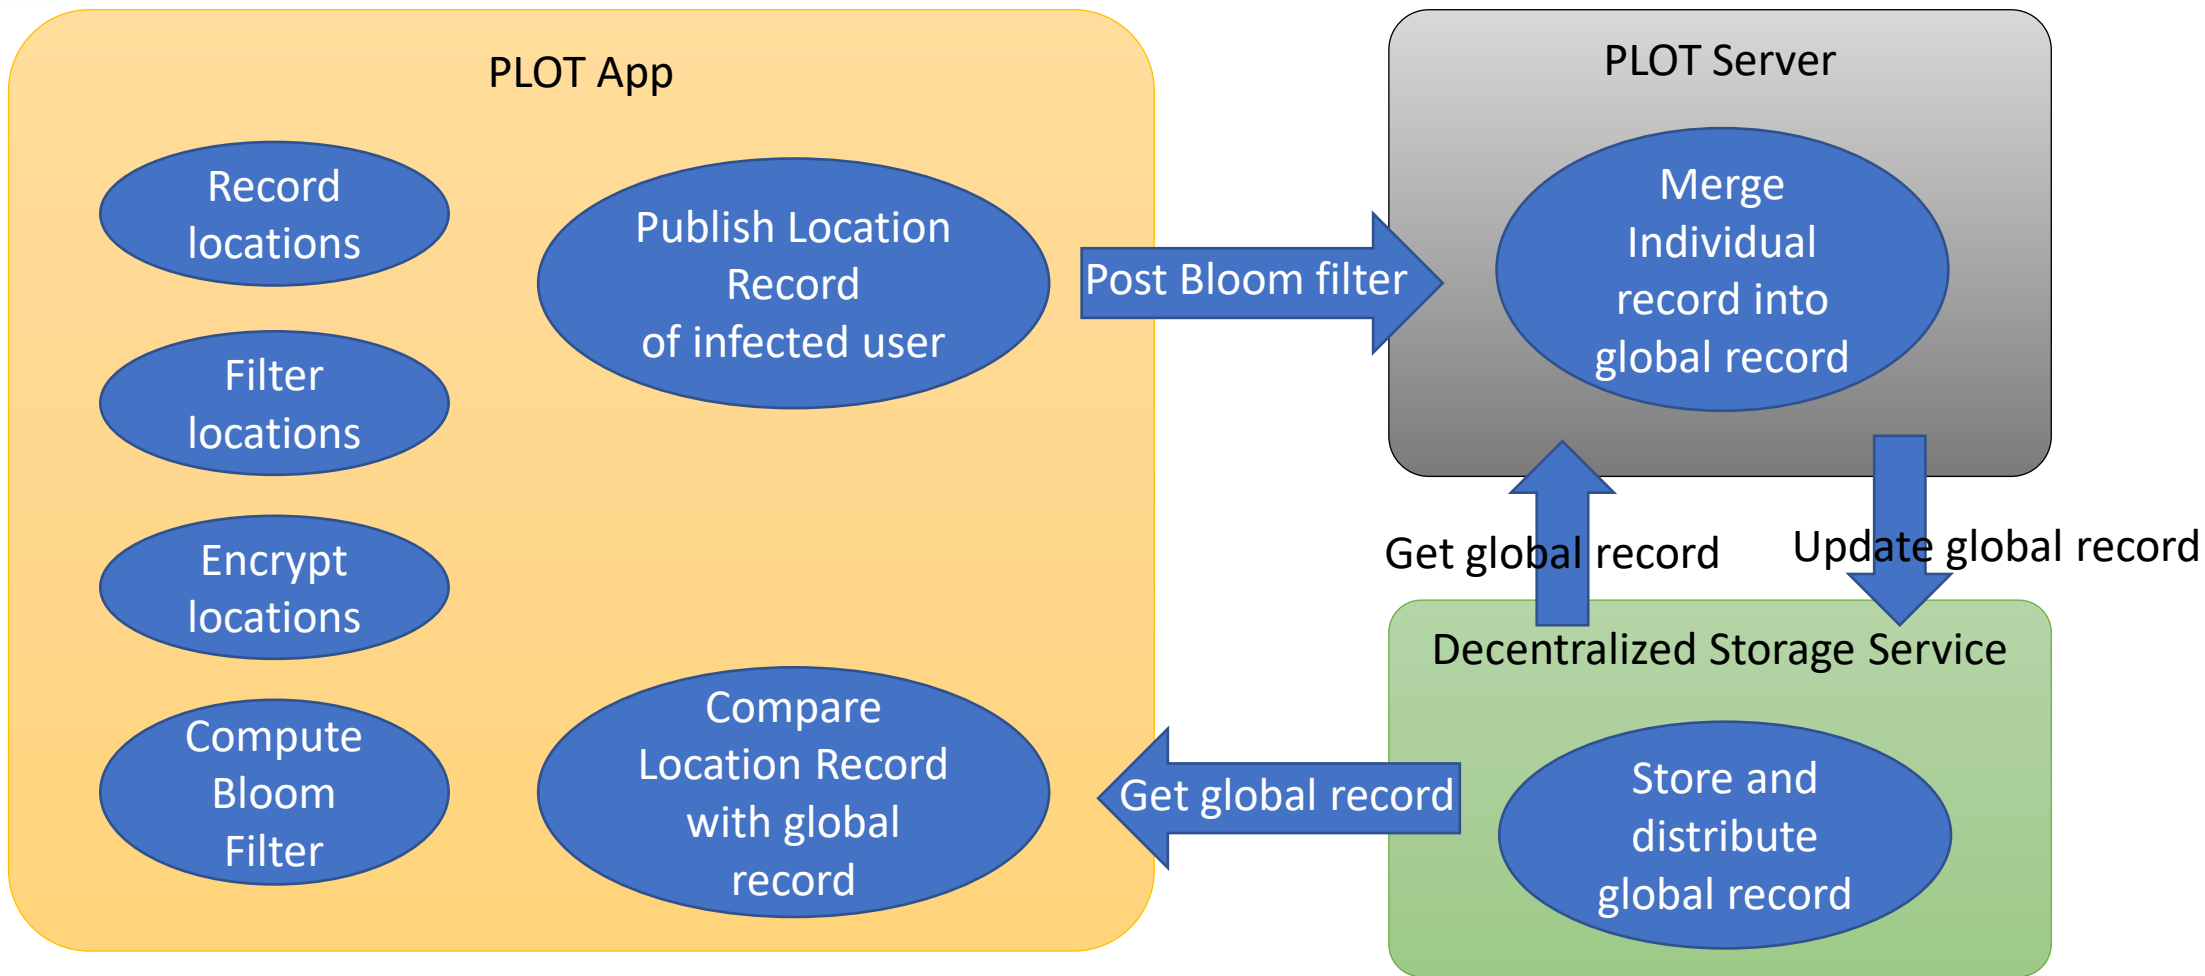 PLOT App
Record
locations
Filter
locations
Encrypt
locations
Compute
Bloom
Filter
Publish Location
Record
of infected user
Compare
Location Record
with global
record
Post Bloom filter
PLOT Server
Merge
Individual
record into
global record
Get global record
Update global record
Decentralized Storage Service
Get global record
Store and
distribute
global record